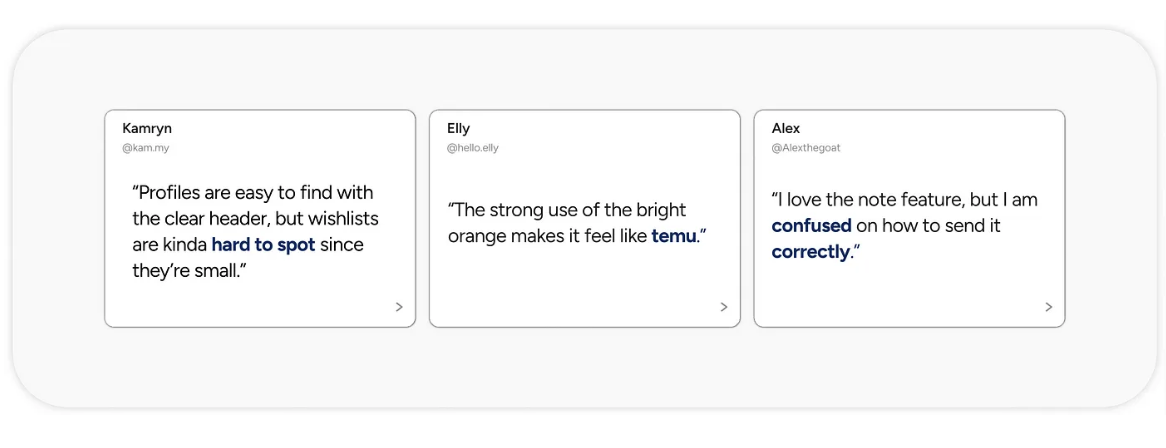 Kamryn
@kam.my
“Profiles are easy to find with
the clear header, but wishlists
are kinda hard to spot since
they’re small.”
Elly
@hello.elly
“The strong use of the bright
orange makes it feel like temu.”
Alex
@Alexthegoat
“I love the note feature, but I am
confused on how to send it
correctly.”